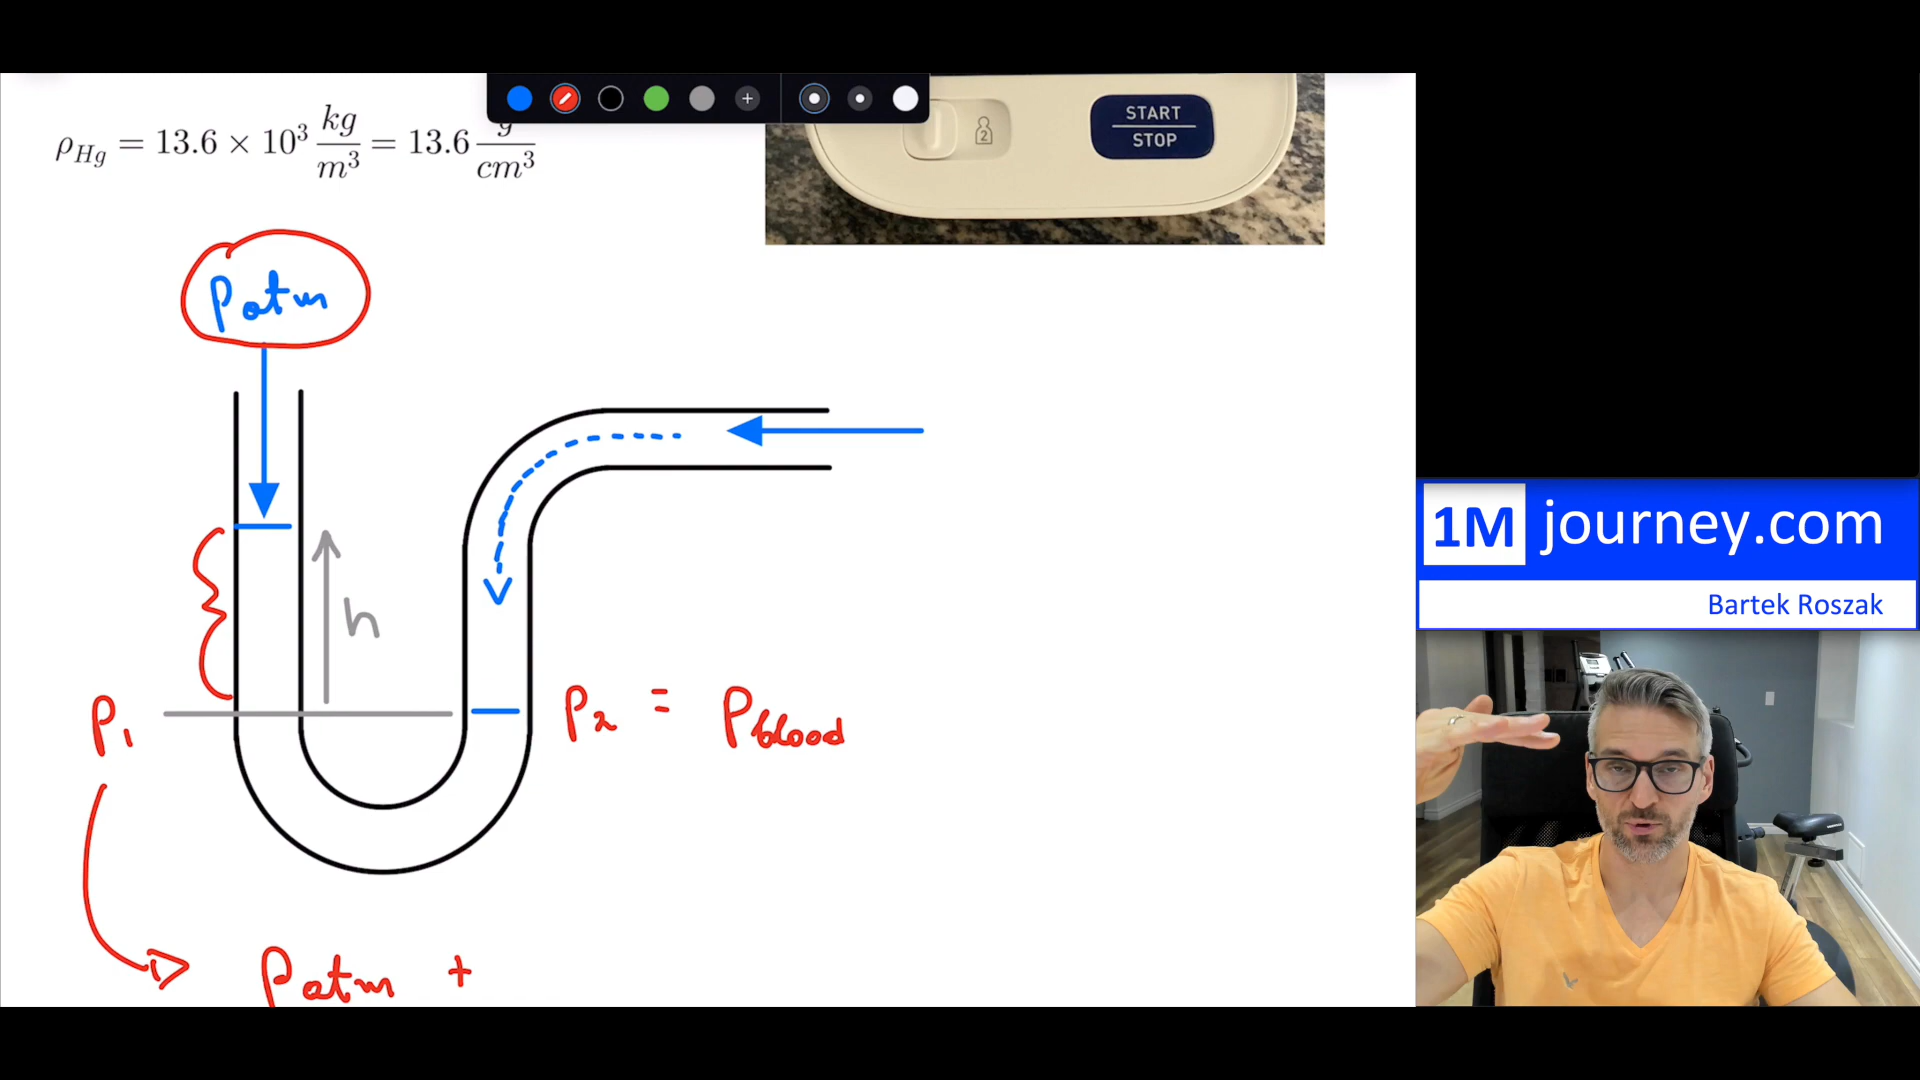 ρ_Hg = 13.6 × 10³ kg/m³ = 13.6 g/cm³
2
START
STOP
Patm
h
P₁
P₂ = Pblood
Patm +
1M journey.com
Bartek Roszak